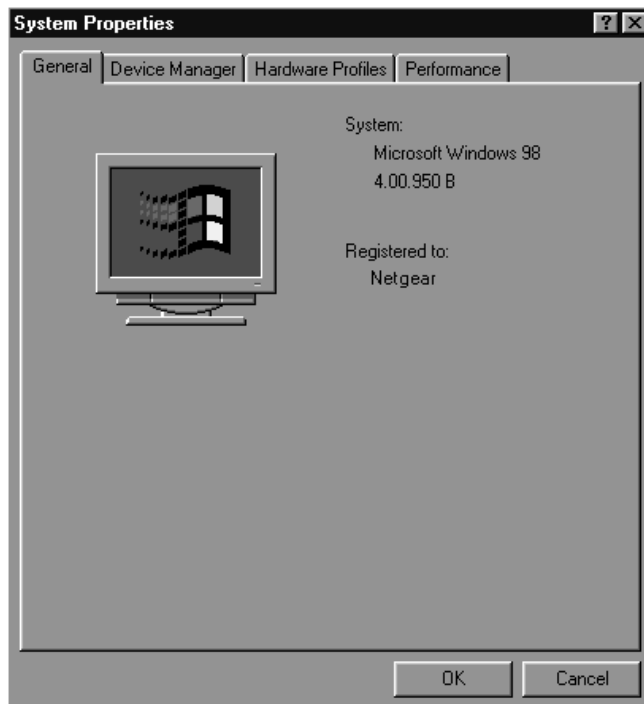 System Properties
General Device Manager Hardware Profiles Performance
System:
Microsoft Windows 98
4.00.950 B
Registered to:
Netgear
OK Cancel